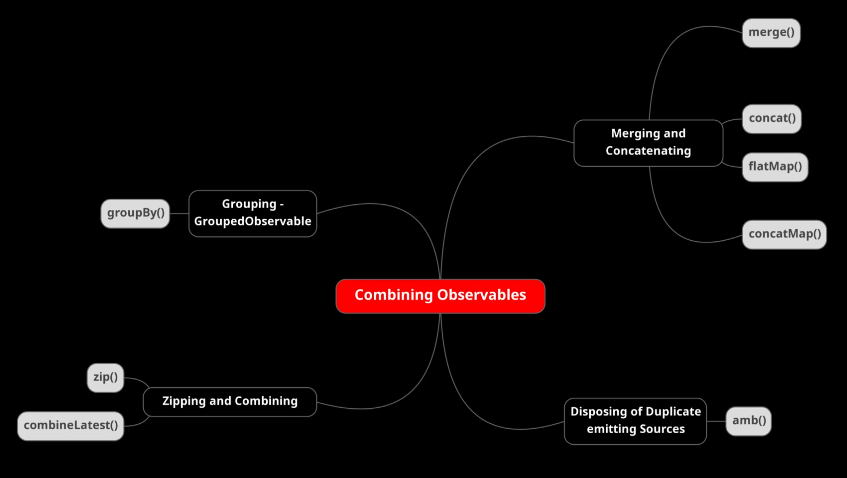 merge()
concat()
Merging and
Concatenating
flatMap()
Grouping -
GroupedObservable
groupBy()
concatMap()
Combining Observables
zip()
Zipping and Combining
combineLatest()
Disposing of Duplicate
emitting Sources
amb()